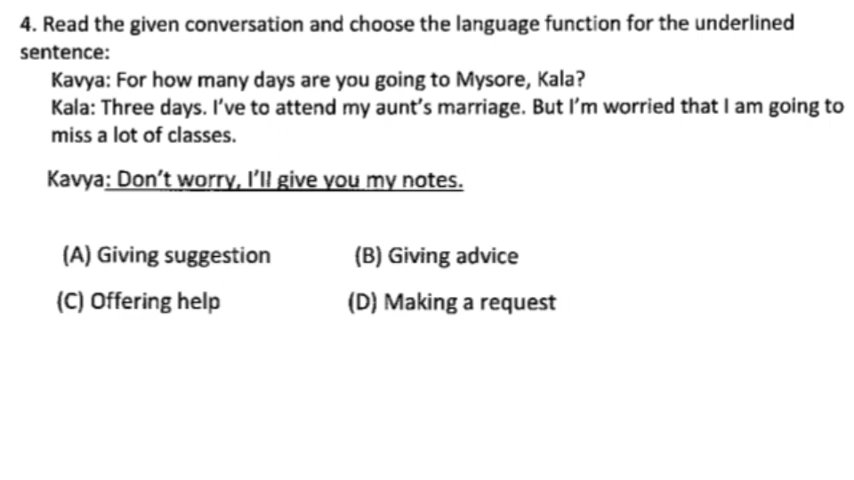 4. Read the given conversation and choose the language function for the underlined
sentence:
Kavya: For how many days are you going to Mysore, Kala?
Kala: Three days. I've to attend my aunt's marriage. But I'm worried that I am going to
miss a lot of classes.
Kavya: Don't worry, I'll give you my notes.
(A) Giving suggestion (B) Giving advice
(C) Offering help (D) Making a request